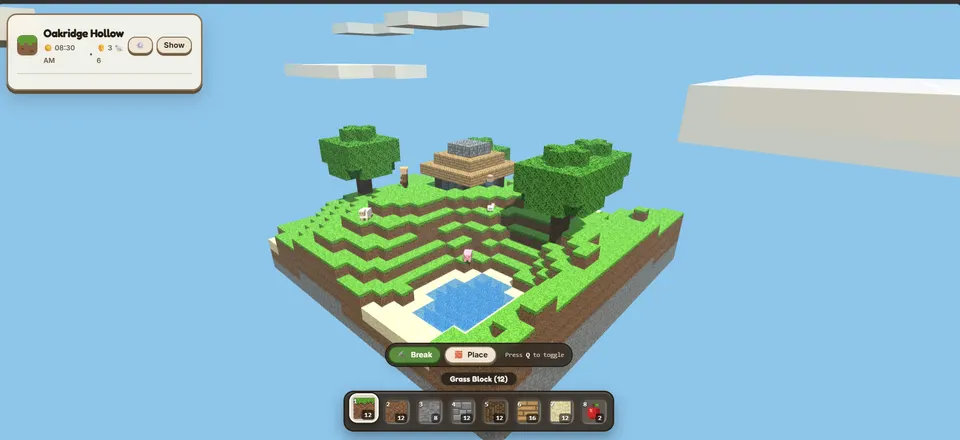 Oakridge Hollow
08:30 AM • 3 6
Show
Break
Place
Press Q to toggle
Grass Block (12)
1 12
2 12
3 8
4 12
5 12
6 16
7 12
8 2